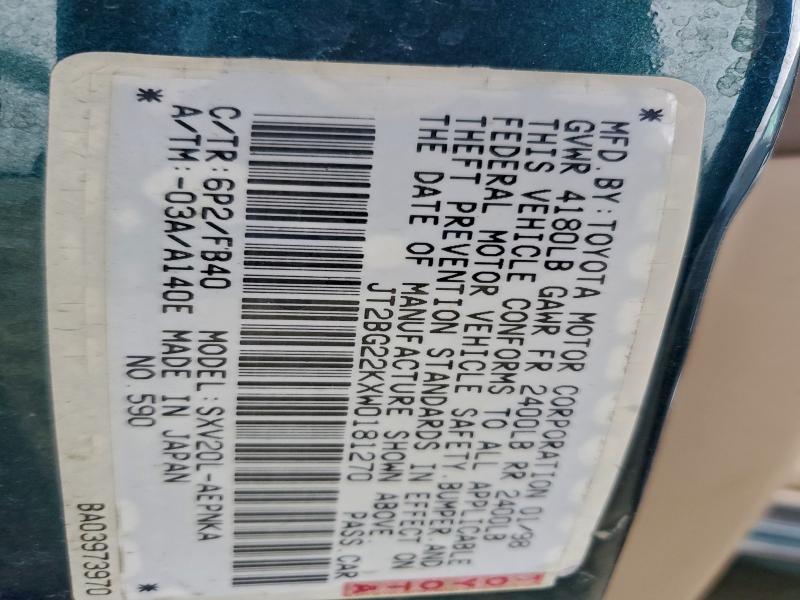 MFD. BY: TOYOTA MOTOR CORPORATION 01/98
GVWR 4180LB GAWR FR 2400LB RR 2400LB
THIS VEHICLE CONFORMS TO ALL APPLICABLE
FEDERAL MOTOR VEHICLE SAFETY, BUMPER, AND
THEFT PREVENTION STANDARDS IN EFFECT ON
THE DATE OF MANUFACTURE SHOWN ABOVE.
JT2BG22KXW0181270 PASS.CAR
* *
C/TR:6P2/FB40 MODEL:SXV20L-AEPNKA
A/TM:-03A/A140E MADE IN JAPAN
* *
NO.590
TOYOTA
BA03973970